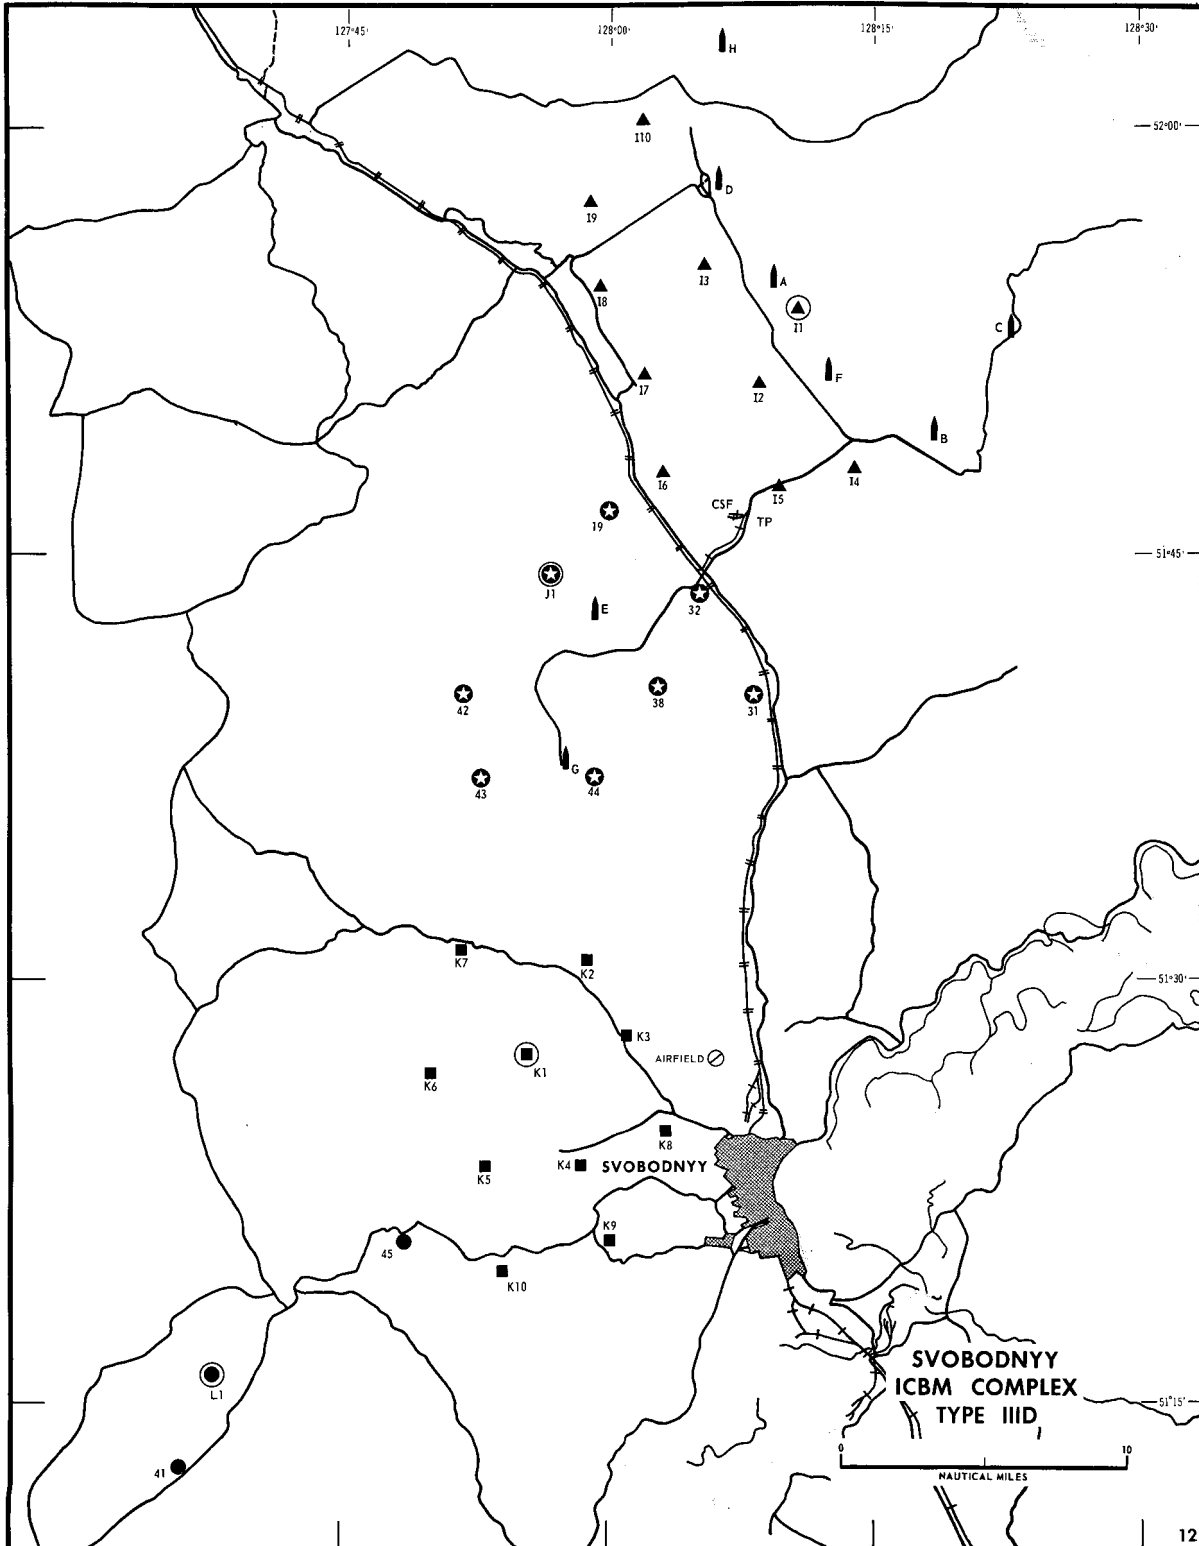 127°45'
128°00'
128°15'
128°30'
H
52°00'
I10
D
I9
I3
A
I8
I1
C
F
I7
I2
B
I6
I4
I5
CSF
19
TP
51°45'
J1
E
32
42
38
31
G
43
44
K7
K2
51°30'
K3
AIRFIELD
K1
K6
K8
K4
SVOBODNYY
K5
K9
45
K10
SVOBODNYY
ICBM COMPLEX
TYPE IIID
L1
51°15'
0
10
41
NAUTICAL MILES
12